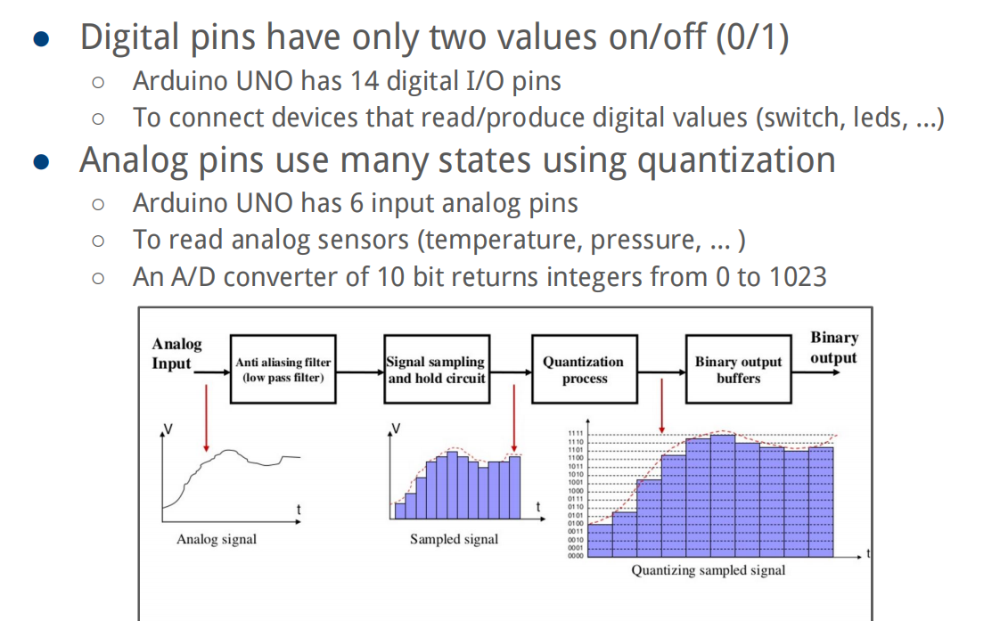 ● Digital pins have only two values on/off (0/1)
○ Arduino UNO has 14 digital I/O pins
○ To connect devices that read/produce digital values (switch, leds, ...)
● Analog pins use many states using quantization
○ Arduino UNO has 6 input analog pins
○ To read analog sensors (temperature, pressure, ... )
○ An A/D converter of 10 bit returns integers from 0 to 1023
Analog
Input
Anti aliasing filter
(low pass filter)
Signal sampling
and hold circuit
Quantization
process
Binary output
buffers
Binary
output
V
t
Analog signal
V
t
Sampled signal
1111
1110
1101
1100
1011
1010
1001
1000
0111
0110
0101
0100
0011
0010
0001
0000
t
Quantizing sampled signal